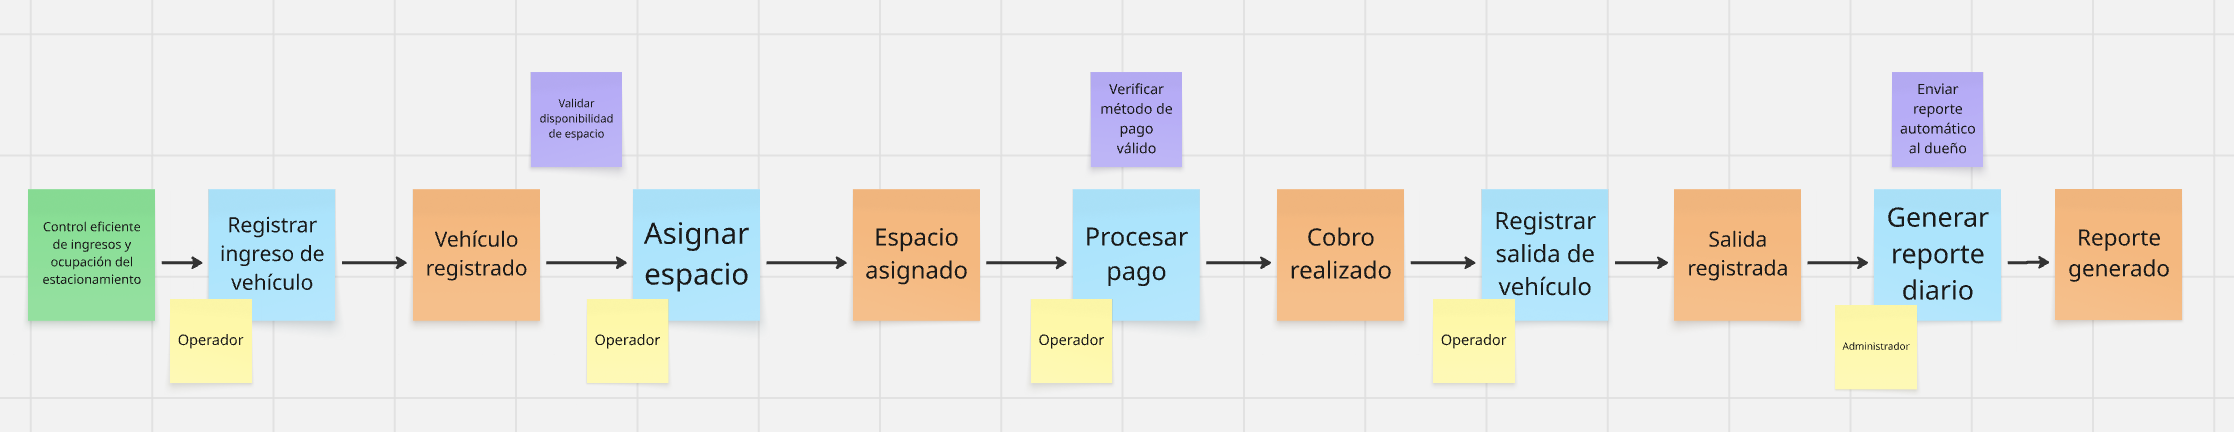 Validar
disponibilidad
de espacio
Verificar
método de
pago
válido
Enviar
reporte
automático
al dueño
Control eficiente
de ingresos y
ocupación del
estacionamiento
Registrar
ingreso de
vehículo
Operador
Vehículo
registrado
Asignar
espacio
Operador
Espacio
asignado
Procesar
pago
Operador
Cobro
realizado
Registrar
salida de
vehículo
Operador
Salida
registrada
Generar
reporte
diario
Administrador
Reporte
generado